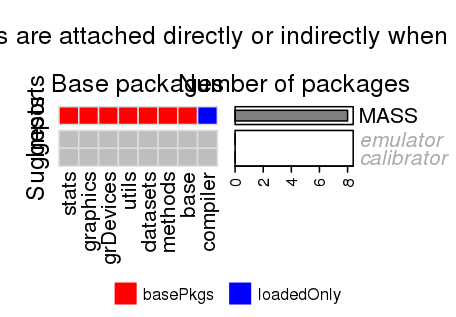 s are attached directly or indirectly when
Base packages
Number of packages
Imports
MASS
Suggests
emulator
calibrator
stats
graphics
grDevices
utils
datasets
methods
base
compiler
0
2
4
6
8
basePkgs
loadedOnly